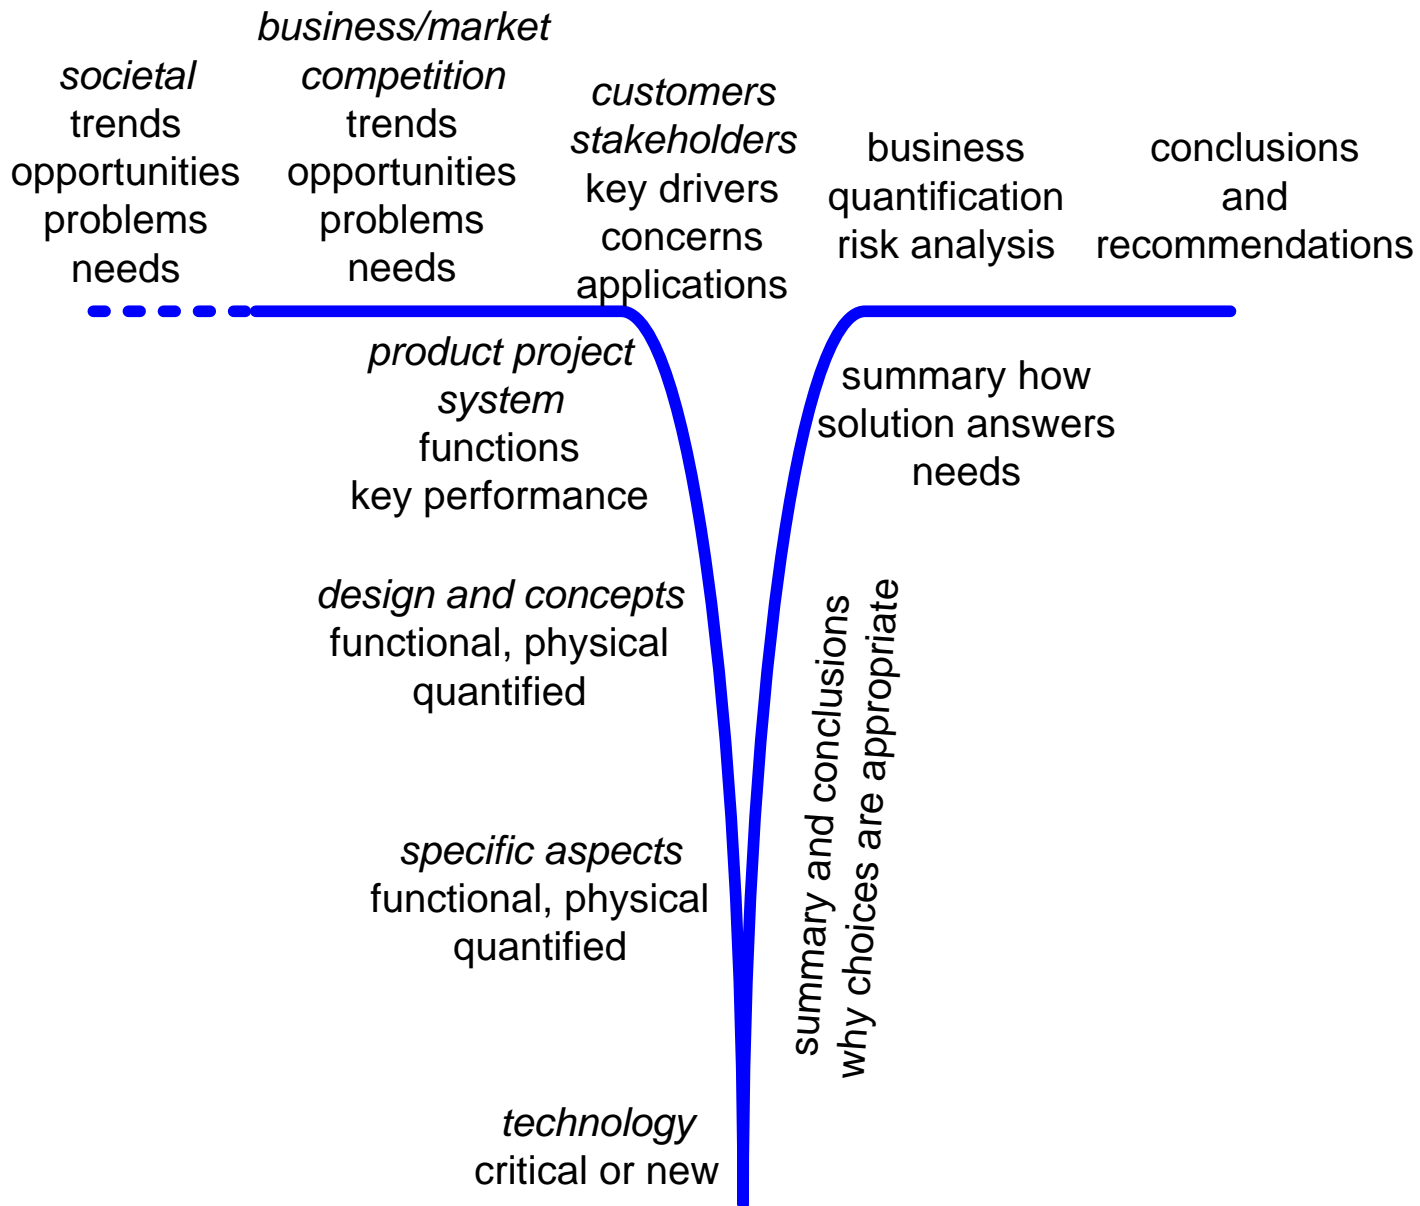 societal
trends
opportunities
problems
needs
business/market
competition
trends
opportunities
problems
needs
customers
stakeholders
key drivers
concerns
applications
business
quantification
risk analysis
conclusions
and
recommendations
product project
system
functions
key performance
summary how
solution answers
needs
design and concepts
functional, physical
quantified
specific aspects
functional, physical
quantified
summary and conclusions
why choices are appropriate
technology
critical or new